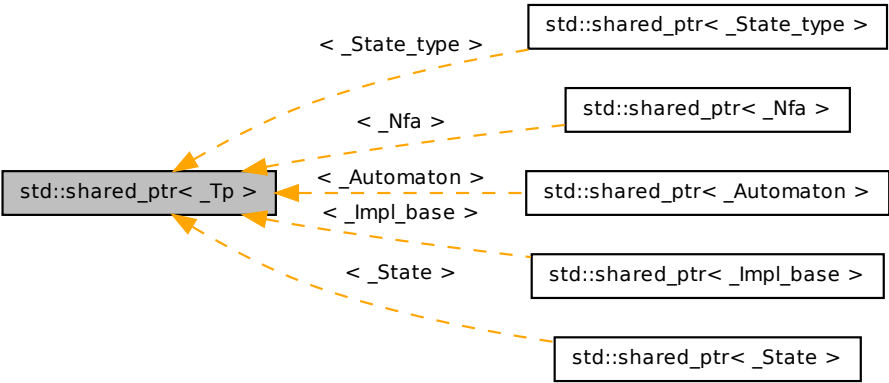 std::shared_ptr< _State_type >
< _State_type >
std::shared_ptr< _Nfa >
< _Nfa >
std::shared_ptr< _Tp >
< _Automaton >
std::shared_ptr< _Automaton >
< _Impl_base >
std::shared_ptr< _Impl_base >
< _State >
std::shared_ptr< _State >